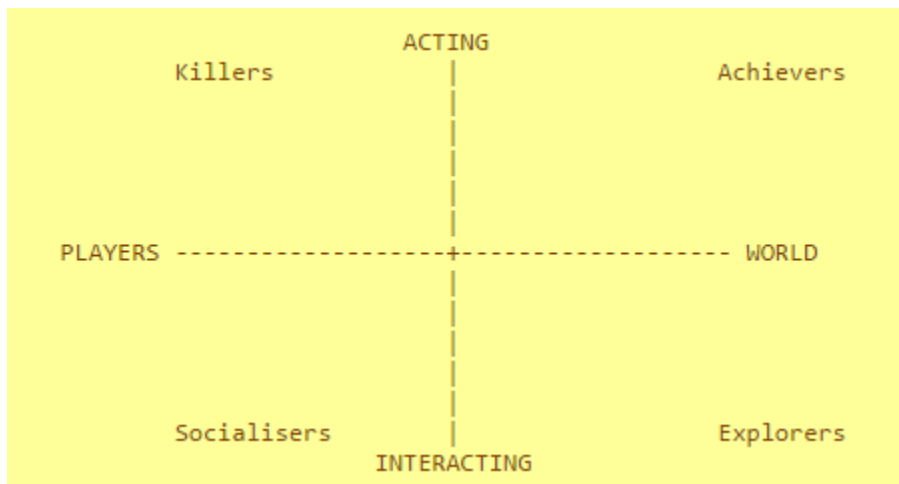 ACTING
Killers | Achievers
|
|
|
|
|
PLAYERS -------------------+------------------- WORLD
|
|
|
|
|
Socialisers | Explorers
INTERACTING